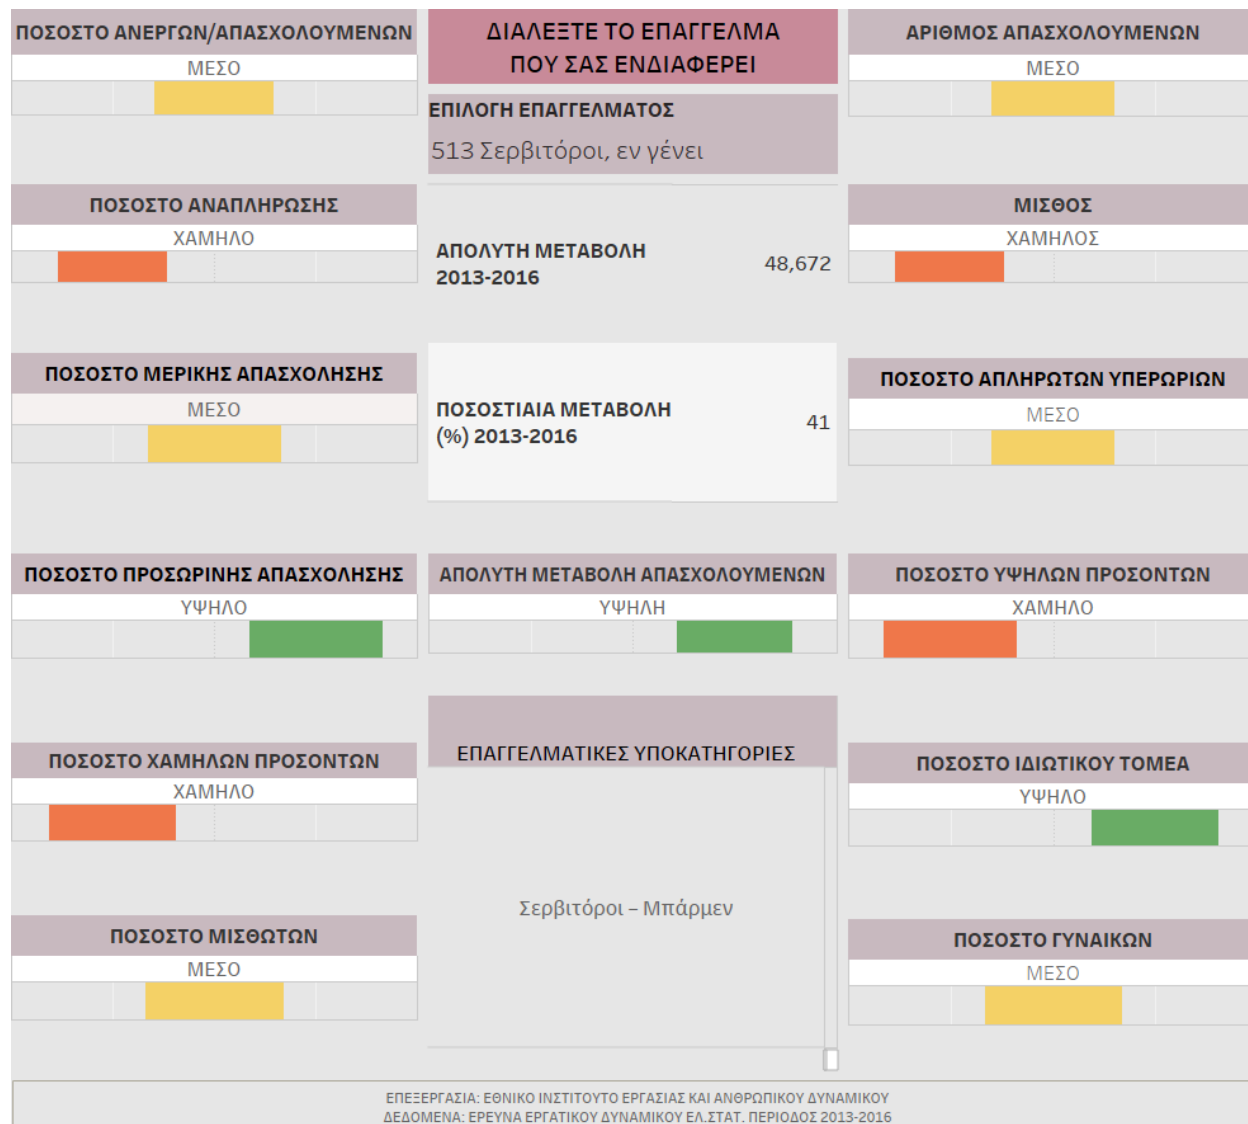 ΠΟΣΟΣΤΟ ΑΝΕΡΓΩΝ/ΑΠΑΣΧΟΛΟΥΜΕΝΩΝ
ΜΕΣΟ
ΔΙΑΛΕΞΤΕ ΤΟ ΕΠΑΓΓΕΛΜΑ
ΠΟΥ ΣΑΣ ΕΝΔΙΑΦΕΡΕΙ
ΑΡΙΘΜΟΣ ΑΠΑΣΧΟΛΟΥΜΕΝΩΝ
ΜΕΣΟ
ΕΠΙΛΟΓΗ ΕΠΑΓΓΕΛΜΑΤΟΣ
513 Σερβιτόροι, εν γένει
ΠΟΣΟΣΤΟ ΑΝΑΠΛΗΡΩΣΗΣ
ΧΑΜΗΛΟ
ΑΠΟΛΥΤΗ ΜΕΤΑΒΟΛΗ
2013-2016
48,672
ΜΙΣΘΟΣ
ΧΑΜΗΛΟΣ
ΠΟΣΟΣΤΟ ΜΕΡΙΚΗΣ ΑΠΑΣΧΟΛΗΣΗΣ
ΜΕΣΟ
ΠΟΣΟΣΤΙΑΙΑ ΜΕΤΑΒΟΛΗ
(%) 2013-2016
41
ΠΟΣΟΣΤΟ ΑΠΛΗΡΩΤΩΝ ΥΠΕΡΩΡΙΩΝ
ΜΕΣΟ
ΠΟΣΟΣΤΟ ΠΡΟΣΩΡΙΝΗΣ ΑΠΑΣΧΟΛΗΣΗΣ
ΥΨΗΛΟ
ΑΠΟΛΥΤΗ ΜΕΤΑΒΟΛΗ ΑΠΑΣΧΟΛΟΥΜΕΝΩΝ
ΥΨΗΛΗ
ΠΟΣΟΣΤΟ ΥΨΗΛΩΝ ΠΡΟΣΟΝΤΩΝ
ΧΑΜΗΛΟ
ΠΟΣΟΣΤΟ ΧΑΜΗΛΩΝ ΠΡΟΣΟΝΤΩΝ
ΧΑΜΗΛΟ
ΕΠΑΓΓΕΛΜΑΤΙΚΕΣ ΥΠΟΚΑΤΗΓΟΡΙΕΣ
Σερβιτόροι – Μπάρμεν
ΠΟΣΟΣΤΟ ΙΔΙΩΤΙΚΟΥ ΤΟΜΕΑ
ΥΨΗΛΟ
ΠΟΣΟΣΤΟ ΜΙΣΘΩΤΩΝ
ΜΕΣΟ
ΠΟΣΟΣΤΟ ΓΥΝΑΙΚΩΝ
ΜΕΣΟ
ΕΠΕΞΕΡΓΑΣΙΑ: ΕΘΝΙΚΟ ΙΝΣΤΙΤΟΥΤΟ ΕΡΓΑΣΙΑΣ ΚΑΙ ΑΝΘΡΩΠΙΚΟΥ ΔΥΝΑΜΙΚΟΥ
ΔΕΔΟΜΕΝΑ: ΕΡΕΥΝΑ ΕΡΓΑΤΙΚΟΥ ΔΥΝΑΜΙΚΟΥ ΕΛ.ΣΤΑΤ. ΠΕΡΙΟΔΟΣ 2013-2016